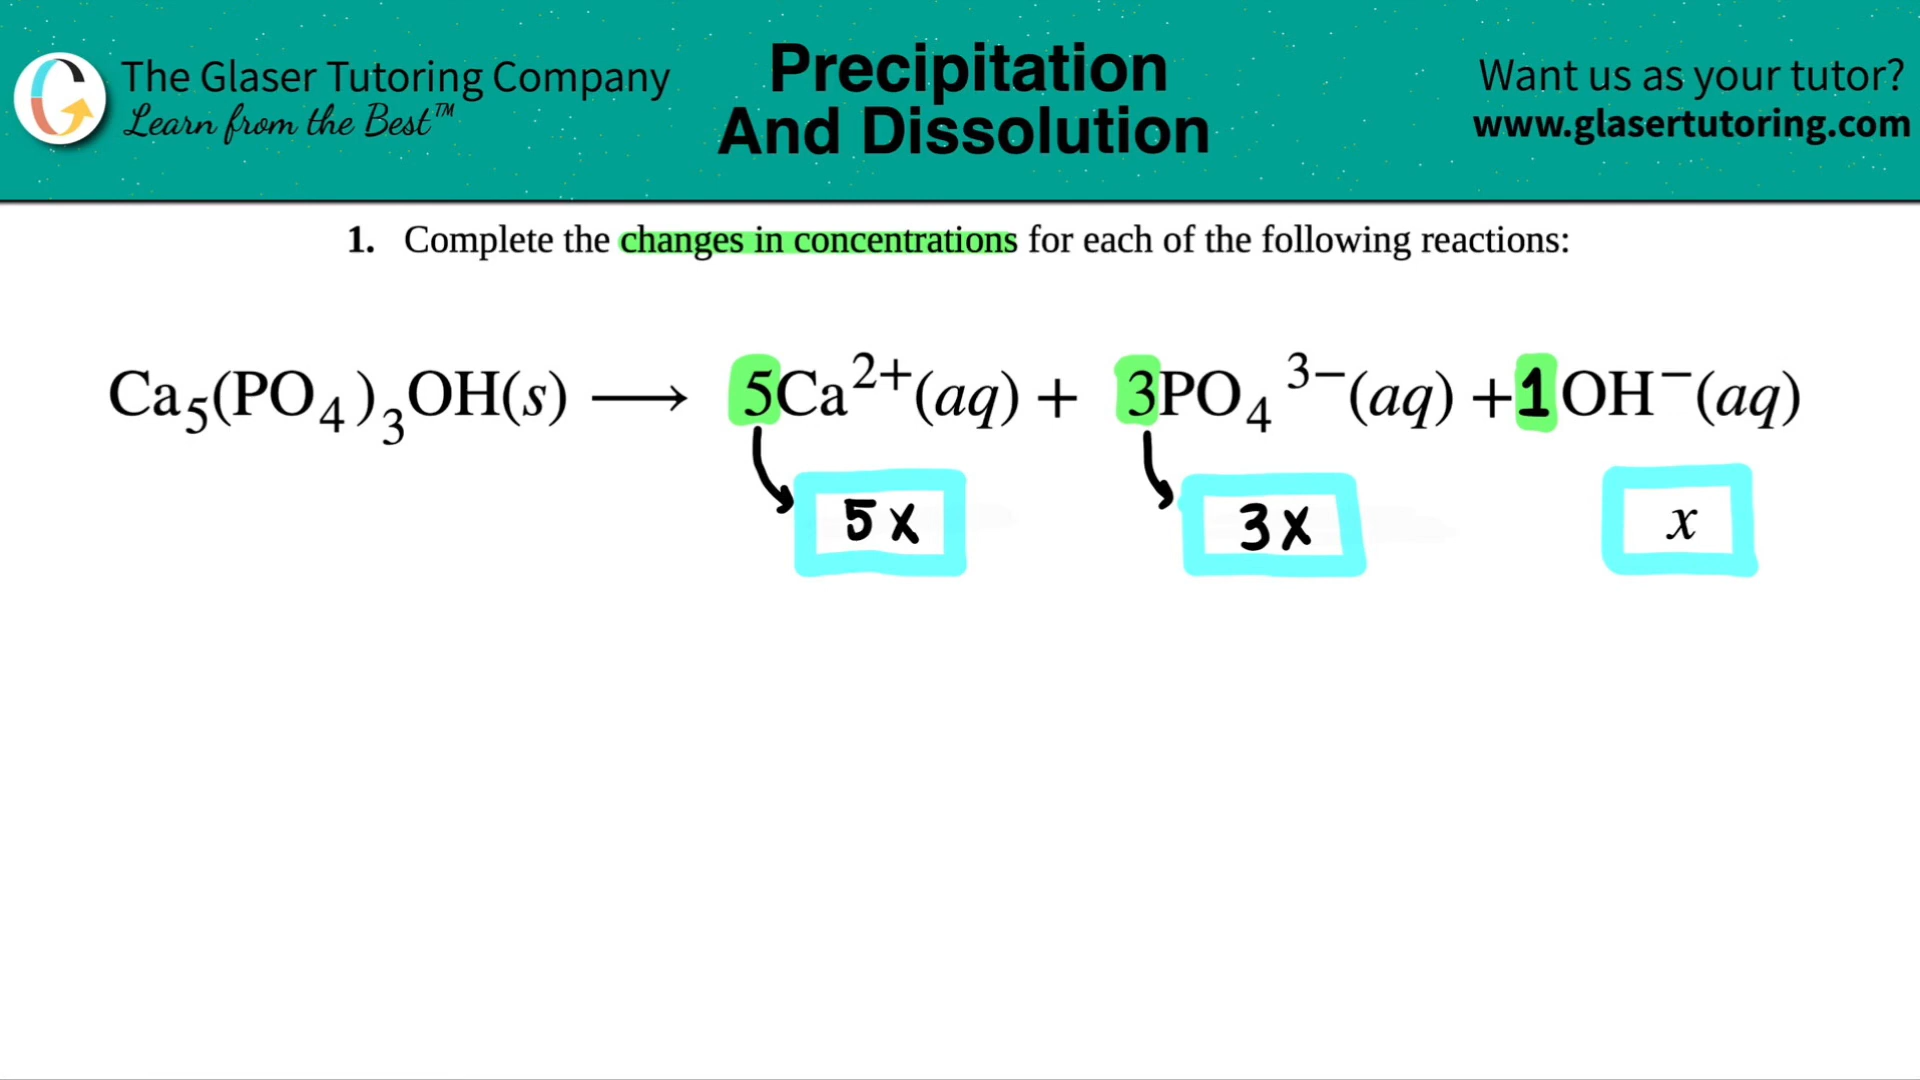 The Glaser Tutoring Company
Learn from the Best™
Precipitation
And Dissolution
Want us as your tutor?
www.glasertutoring.com
1. Complete the changes in concentrations for each of the following reactions:
Ca₅(PO₄)₃OH(s) ⟶ 5Ca²⁺(aq) + 3PO₄³⁻(aq) + 1OH⁻(aq)
5x 3x x